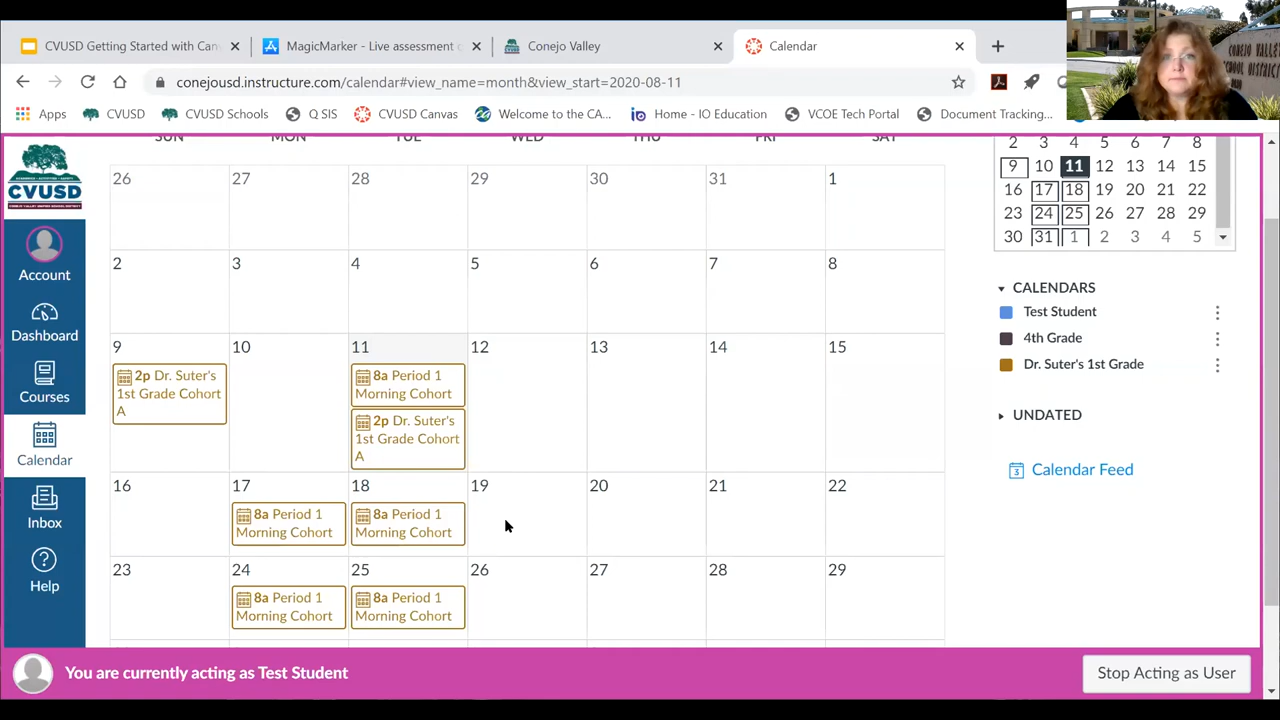 CVUSD Getting Started with Can
MagicMarker - Live assessment
Conejo Valley
Calendar
conejousd.instructure.com/calendar#view_name=month&view_start=2020-08-11
Apps
CVUSD
CVUSD Schools
Q SIS
CVUSD Canvas
Welcome to the CA...
Home - IO Education
VCOE Tech Portal
Document Tracking...
CONEJO VALLEY
SCHOOL DISTRICT
SUN MON TUE WED THU FRI SAT
26 27 28 29 30 31 1
2 3 4 5 6 7 8
9 10 11 12 13 14 15
2p Dr. Suter's
1st Grade Cohort
A
8a Period 1
Morning Cohort
2p Dr. Suter's
1st Grade Cohort
A
16 17 18 19 20 21 22
8a Period 1
Morning Cohort
8a Period 1
Morning Cohort
23 24 25 26 27 28 29
8a Period 1
Morning Cohort
8a Period 1
Morning Cohort
CVUSD
Account
Dashboard
Courses
Calendar
Inbox
Help
2 3 4 5 6 7 8
9 10 11 12 13 14 15
16 17 18 19 20 21 22
23 24 25 26 27 28 29
30 31 1 2 3 4 5
CALENDARS
Test Student
4th Grade
Dr. Suter's 1st Grade
UNDATED
3 Calendar Feed
You are currently acting as Test Student
Stop Acting as User